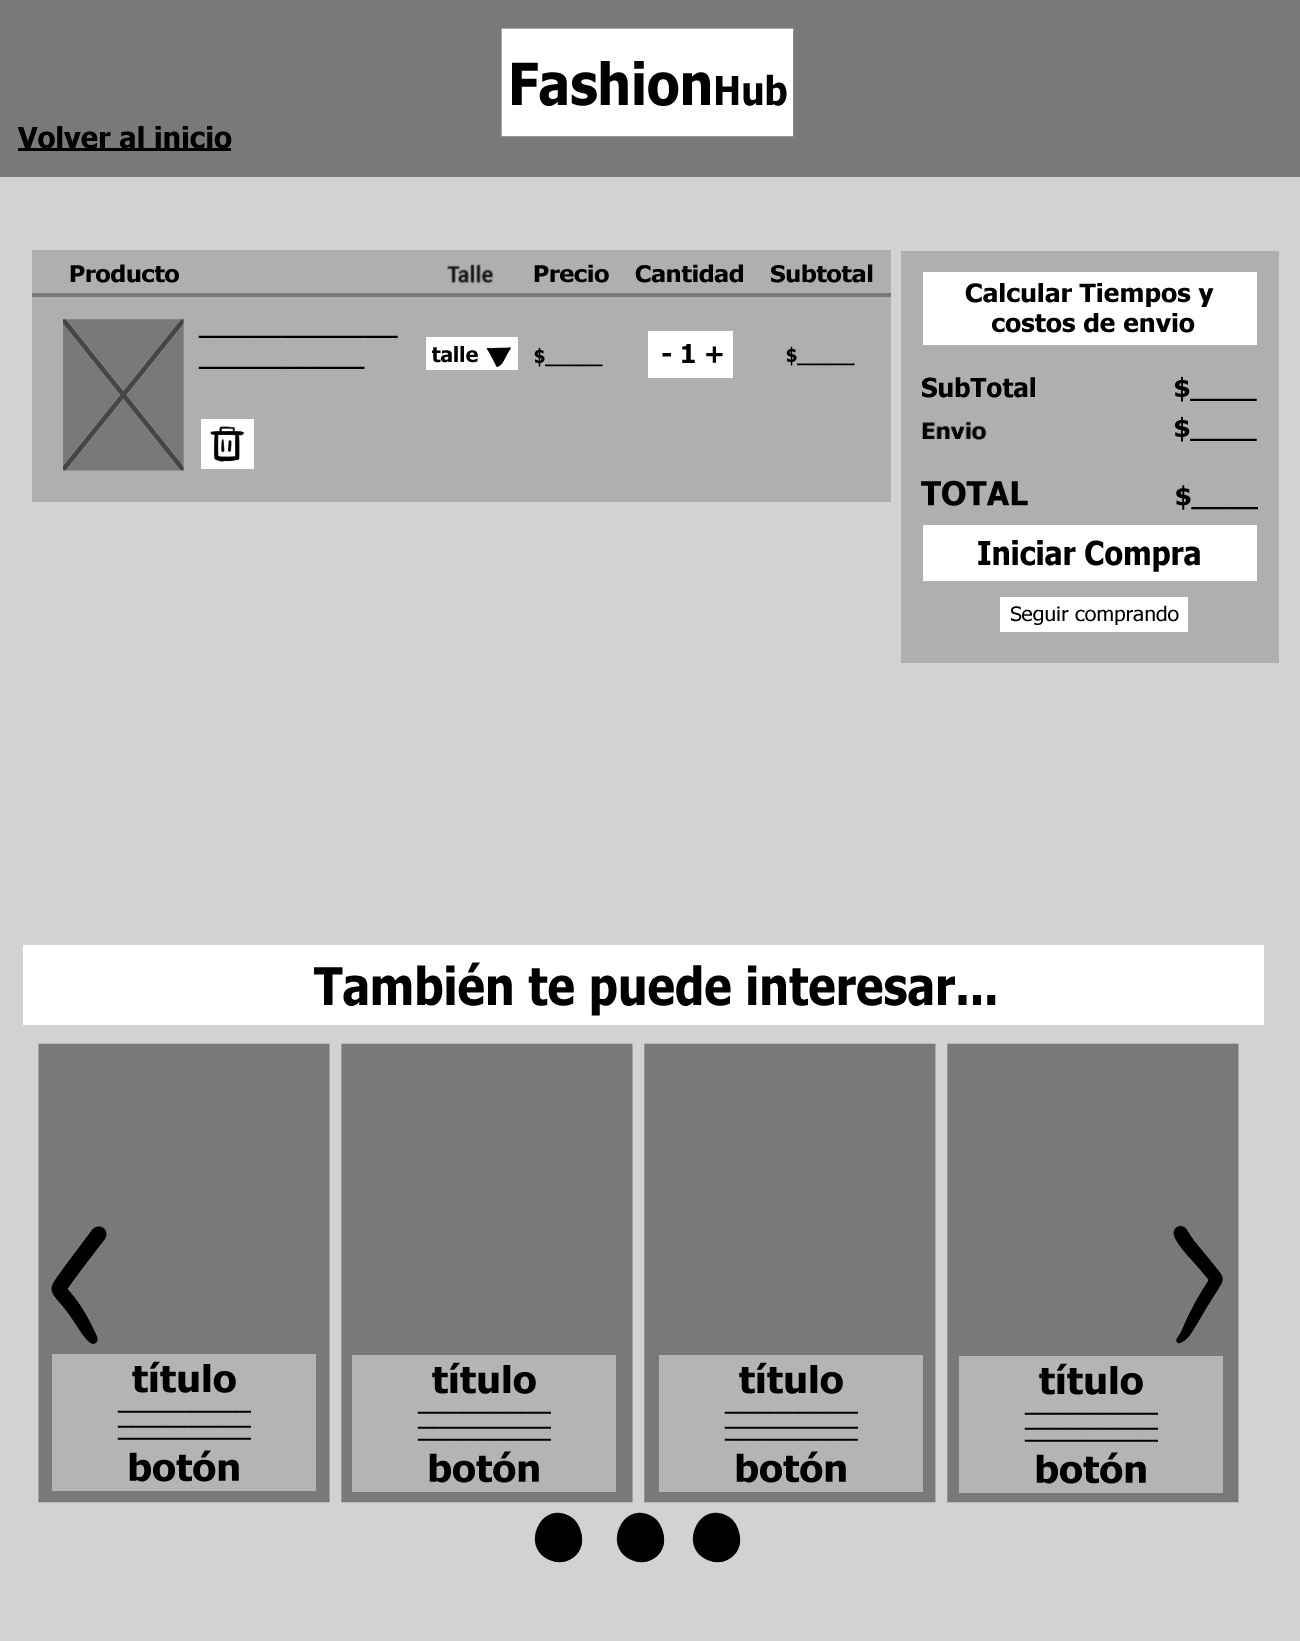 FashionHub
Volver al inicio
Producto Talle Precio Cantidad Subtotal
talle $_____ - 1 + $_____
Calcular Tiempos y
costos de envio
SubTotal $_____
Envio $_____
TOTAL $_____
Iniciar Compra
Seguir comprando
También te puede interesar...
título título título título
botón botón botón botón